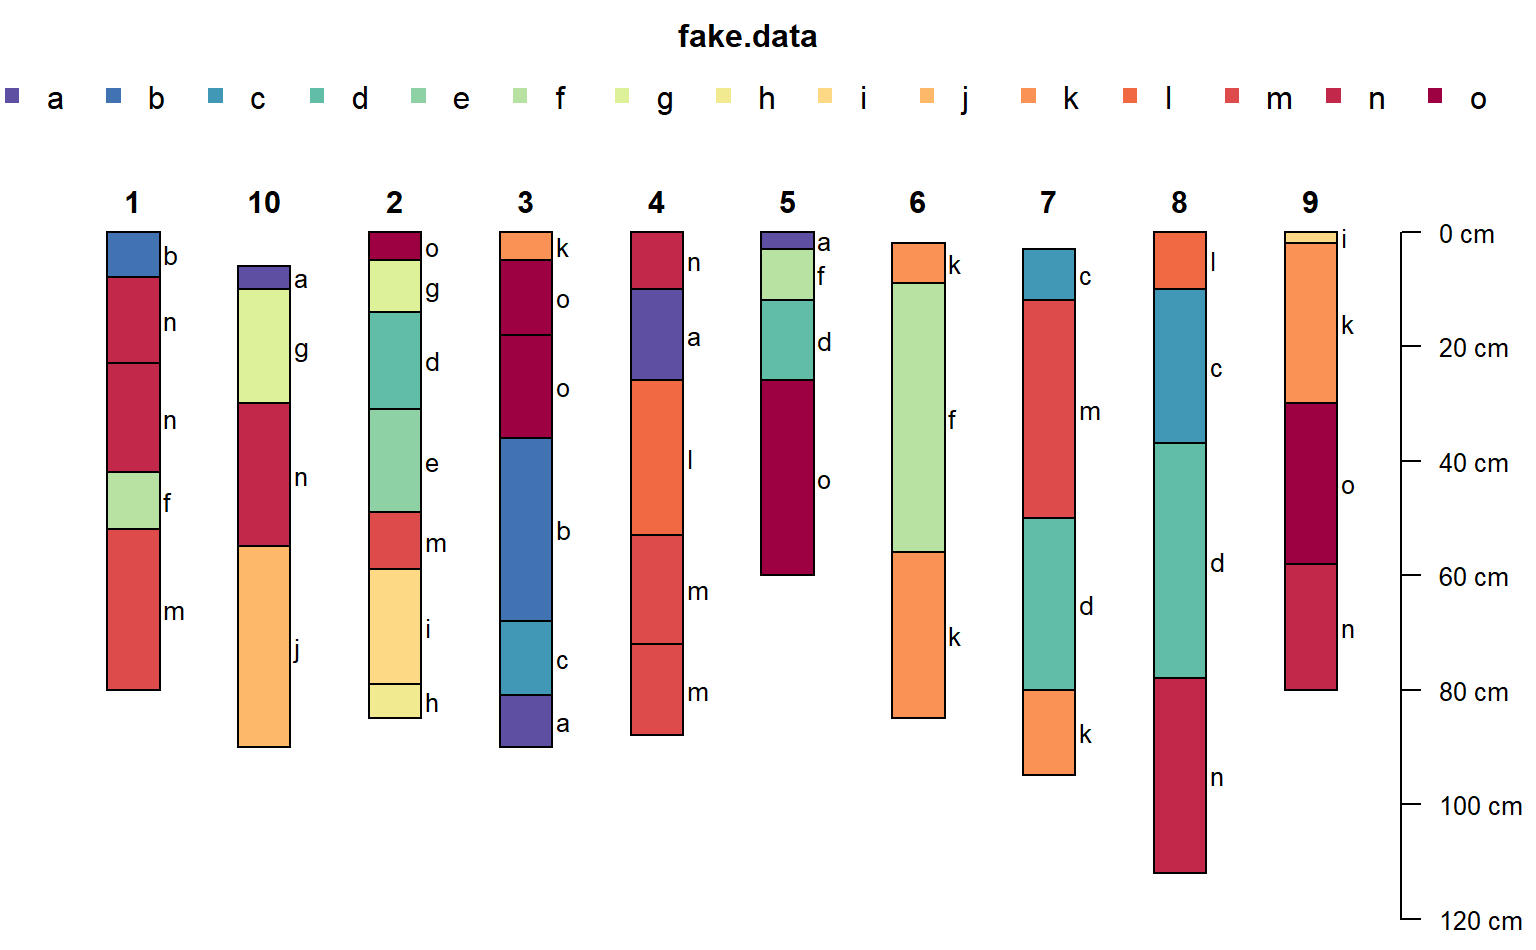 fake.data
a b c d e f g h i j k l m n o
1 10 2 3 4 5 6 7 8 9
b
n
n
f
m
a
g
n
j
o
g
d
e
m
i
h
k
o
o
b
c
a
n
a
l
m
m
a
f
d
o
k
f
k
c
m
d
k
l
c
d
n
i
k
o
n
0 cm
20 cm
40 cm
60 cm
80 cm
100 cm
120 cm